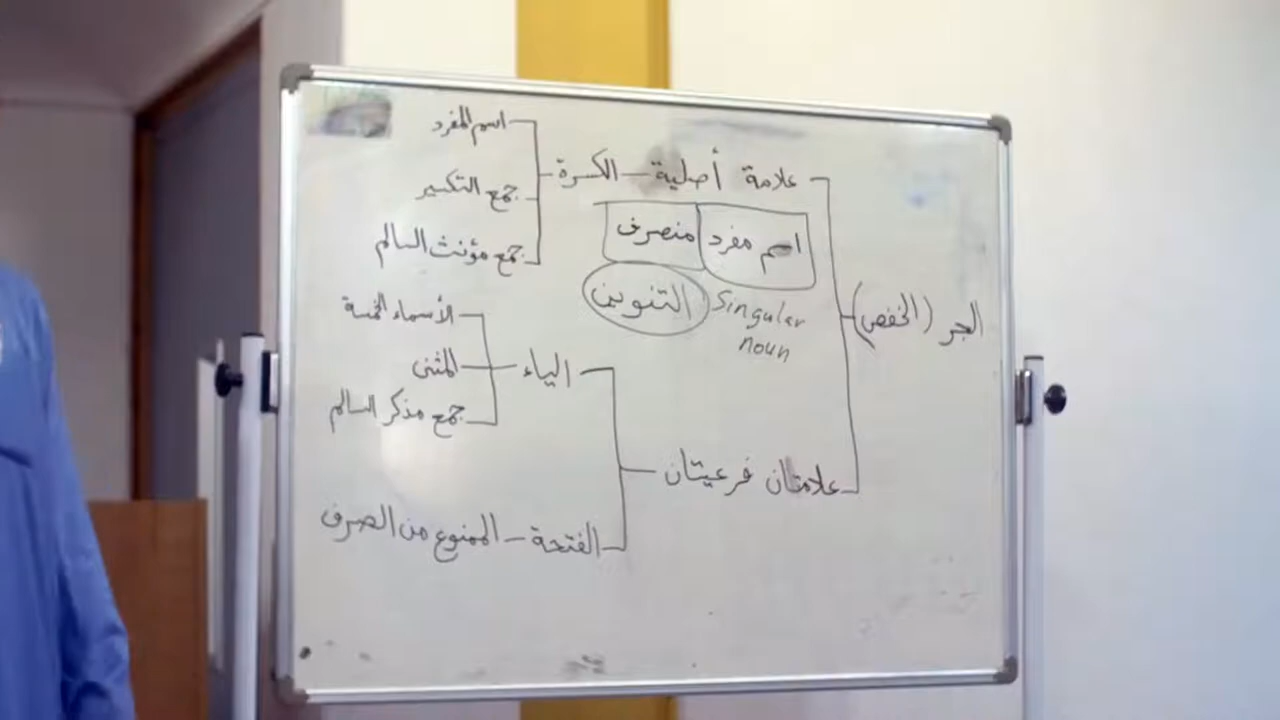 الجر (الخفض)
علامة أصلية - الكسرة
اسم المفرد
جمع التكسير
جمع مؤنث السالم
اسم مفرد منصرف
التنوين
Singular
noun
علامتان فرعيتان
الياء
الأسماء الخمسة
المثنى
جمع مذكر السالم
الفتحة - الممنوع من الصرف